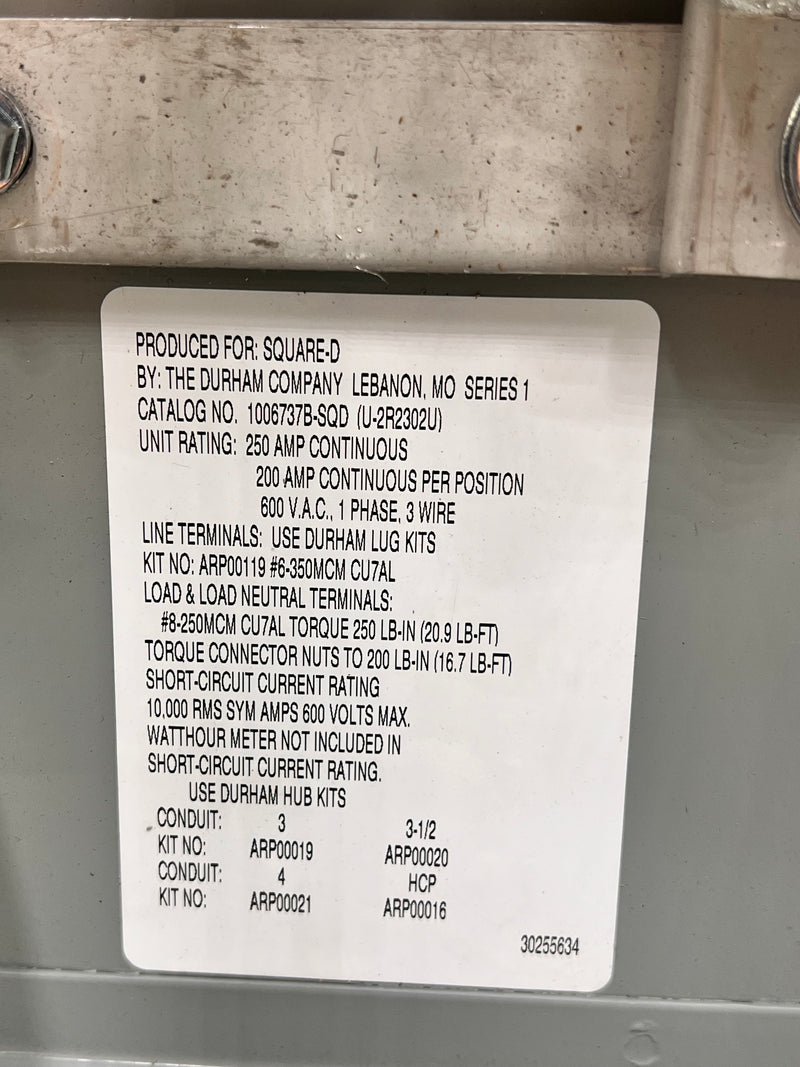 PRODUCED FOR: SQUARE-D
BY: THE DURHAM COMPANY LEBANON, MO SERIES 1
CATALOG NO. 1006737B-SQD (U-2R2302U)
UNIT RATING: 250 AMP CONTINUOUS
200 AMP CONTINUOUS PER POSITION
600 V.A.C., 1 PHASE, 3 WIRE
LINE TERMINALS: USE DURHAM LUG KITS
KIT NO: ARP00119 #6-350MCM CU7AL
LOAD & LOAD NEUTRAL TERMINALS:
#8-250MCM CU7AL TORQUE 250 LB-IN (20.9 LB-FT)
TORQUE CONNECTOR NUTS TO 200 LB-IN (16.7 LB-FT)
SHORT-CIRCUIT CURRENT RATING
10,000 RMS SYM AMPS 600 VOLTS MAX.
WATTHOUR METER NOT INCLUDED IN
SHORT-CIRCUIT CURRENT RATING.
USE DURHAM HUB KITS
CONDUIT: 3 3-1/2
KIT NO: ARP00019 ARP00020
CONDUIT: 4 HCP
KIT NO: ARP00021 ARP00016
30255634